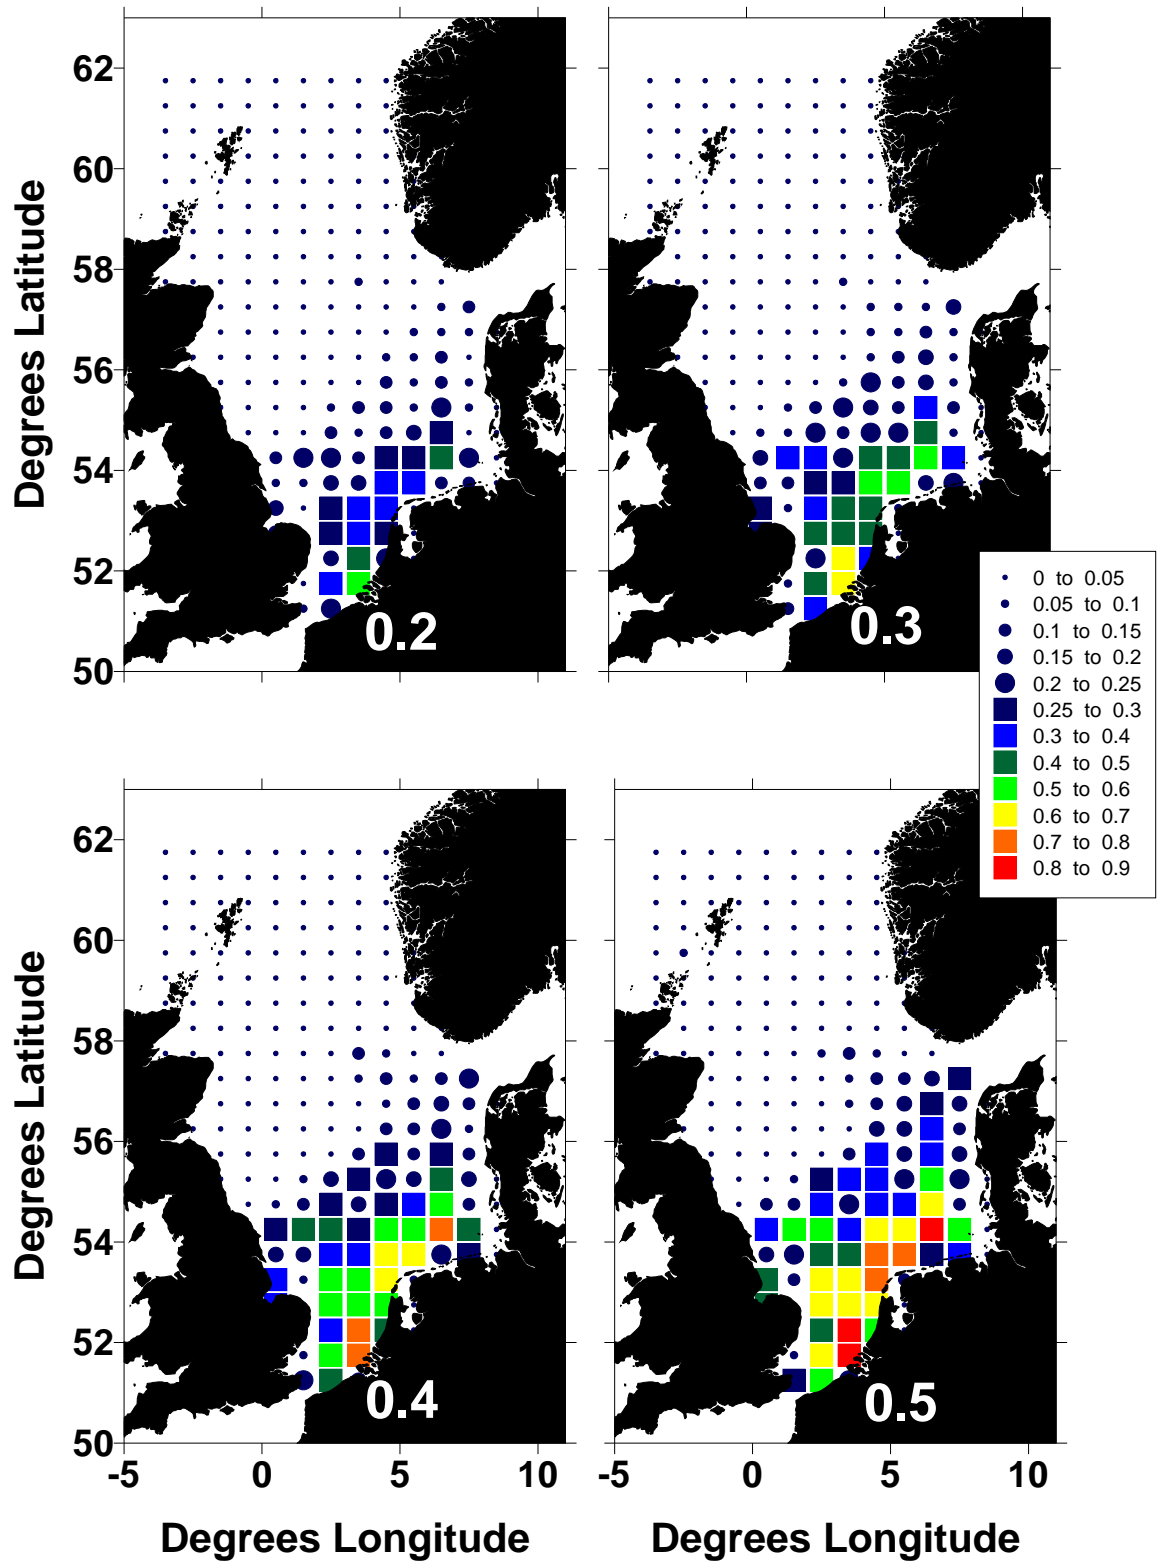 62
60
58
56
54
52
50
Degrees Latitude
0.2
0.3
0 to 0.05
0.05 to 0.1
0.1 to 0.15
0.15 to 0.2
0.2 to 0.25
0.25 to 0.3
0.3 to 0.4
0.4 to 0.5
0.5 to 0.6
0.6 to 0.7
0.7 to 0.8
0.8 to 0.9
62
60
58
56
54
52
50
Degrees Latitude
0.4
0.5
-5 0 5 10
-5 0 5 10
Degrees Longitude
Degrees Longitude